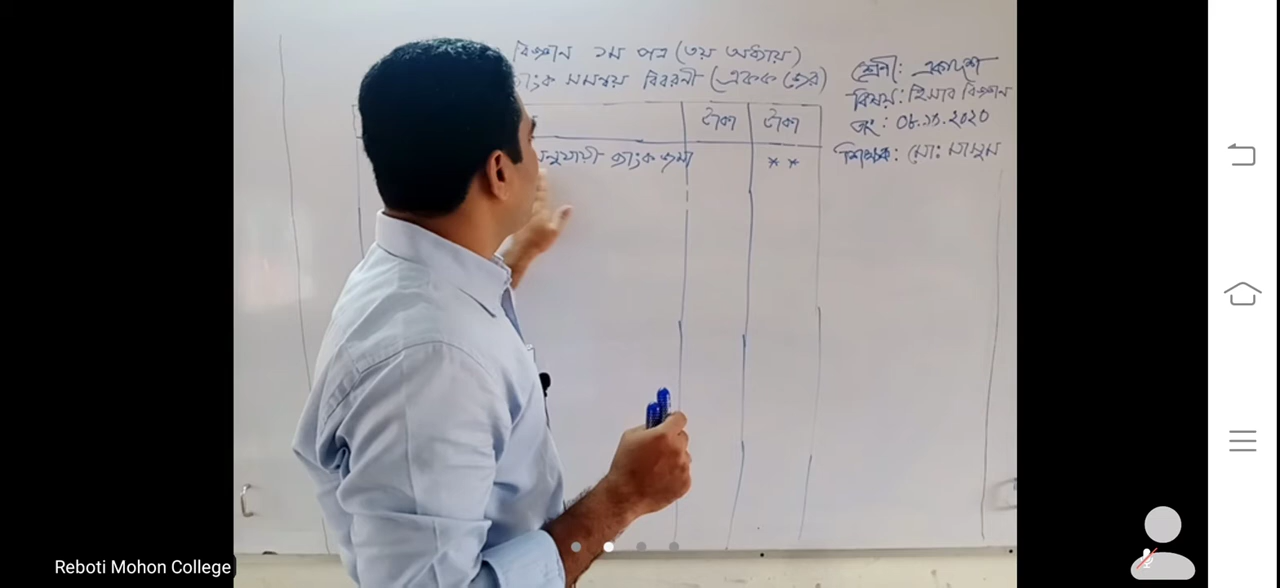 বিজ্ঞান ১ম পত্র (৩য় অধ্যায়)
ব্যাংক সমন্বয় বিবরণী (একক জের)
টাকা টাকা
ব্যাংক জমা **
শ্রেণী: একাদশ
বিষয়: হিসাব বিজ্ঞান
তাং: ০৮.১০.২০২০
শিক্ষক: মো: মামুন
Reboti Mohon College